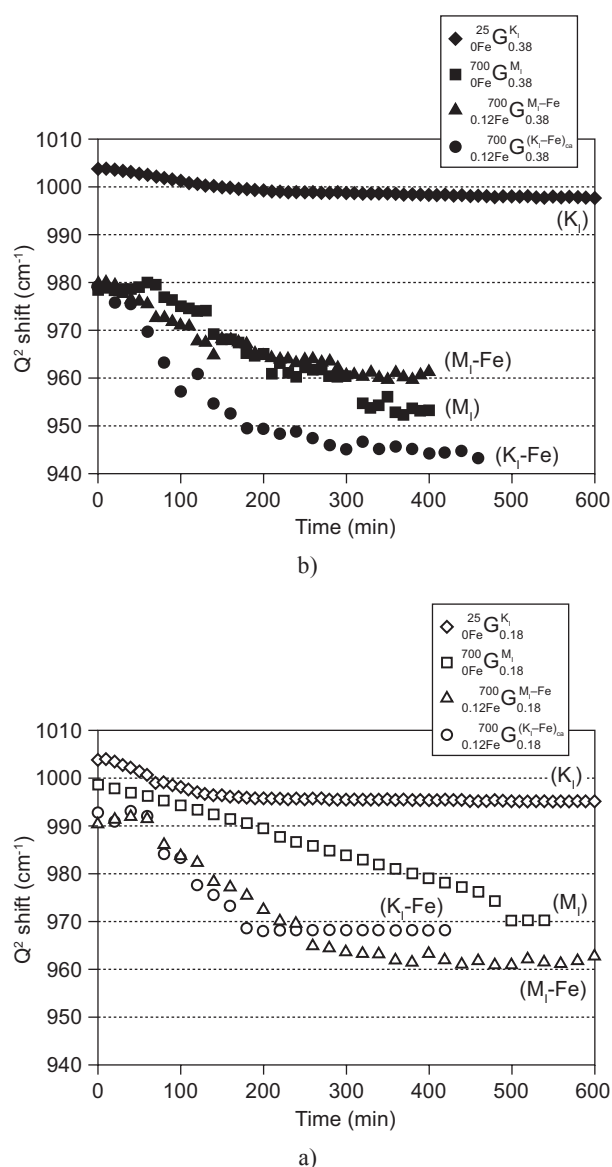 25 0Fe G K_I 0.38
700 0Fe G M_I 0.38
700 0.12Fe G M_I–Fe 0.38
700 0.12Fe G (K_I–Fe)_ca 0.38
1010
1000
990
980
970
960
950
940
Q² shift (cm⁻¹)
(K_I)
(M_I-Fe)
(M_I)
(K_I-Fe)
0 100 200 300 400 500 600
Time (min)
b)
25 0Fe G K_I 0.18
700 0Fe G M_I 0.18
700 0.12Fe G M_I–Fe 0.18
700 0.12Fe G (K_I–Fe)_ca 0.18
1010
1000
990
980
970
960
950
940
Q² shift (cm⁻¹)
(K_I)
(K_I-Fe)
(M_I)
(M_I-Fe)
0 100 200 300 400 500 600
Time (min)
a)